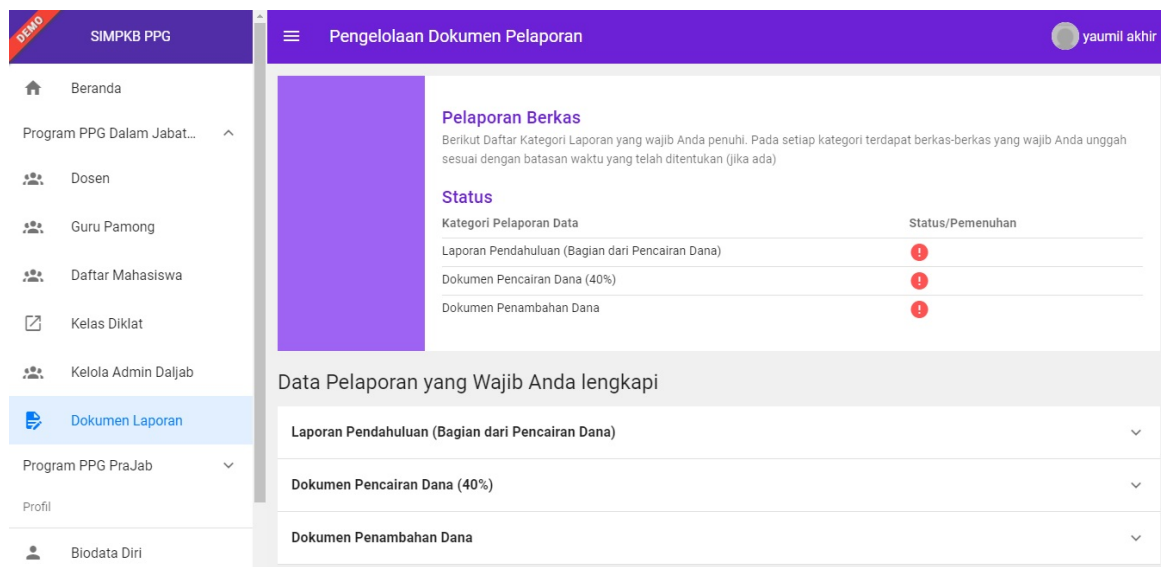 DEMO
SIMPKB PPG
Pengelolaan Dokumen Pelaporan
yaumil akhir
Beranda
Program PPG Dalam Jabat...
Dosen
Guru Pamong
Daftar Mahasiswa
Kelas Diklat
Kelola Admin Daljab
Dokumen Laporan
Program PPG PraJab
Profil
Biodata Diri
Pelaporan Berkas
Berikut Daftar Kategori Laporan yang wajib Anda penuhi. Pada setiap kategori terdapat berkas-berkas yang wajib Anda unggah
sesuai dengan batasan waktu yang telah ditentukan (jika ada)
Status
Kategori Pelaporan Data Status/Pemenuhan
Laporan Pendahuluan (Bagian dari Pencairan Dana)
Dokumen Pencairan Dana (40%)
Dokumen Penambahan Dana
Data Pelaporan yang Wajib Anda lengkapi
Laporan Pendahuluan (Bagian dari Pencairan Dana)
Dokumen Pencairan Dana (40%)
Dokumen Penambahan Dana